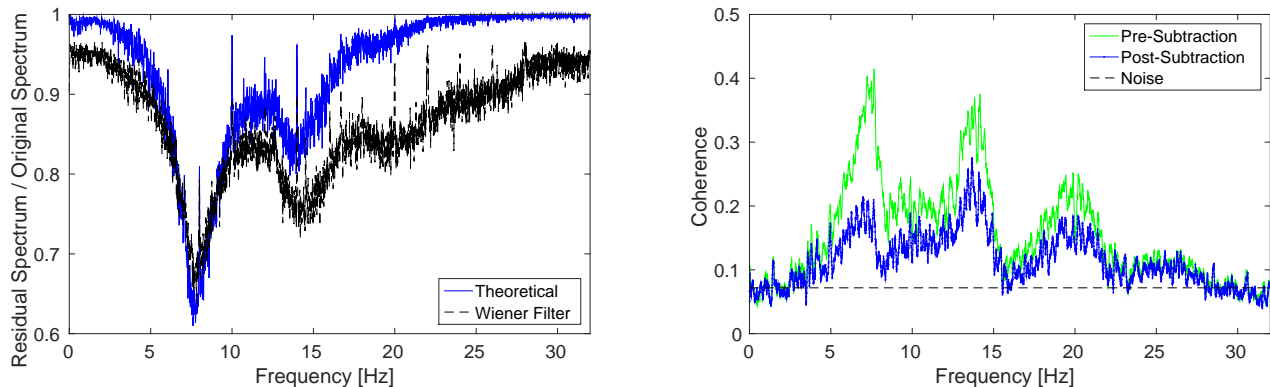 Residual Spectrum / Original Spectrum
1
0.9
0.8
0.7
0.6
0
5
10
15
20
25
30
Frequency [Hz]
Theoretical
Wiener Filter
Coherence
0.5
0.4
0.3
0.2
0.1
0
0
5
10
15
20
25
30
Frequency [Hz]
Pre-Subtraction
Post-Subtraction
Noise